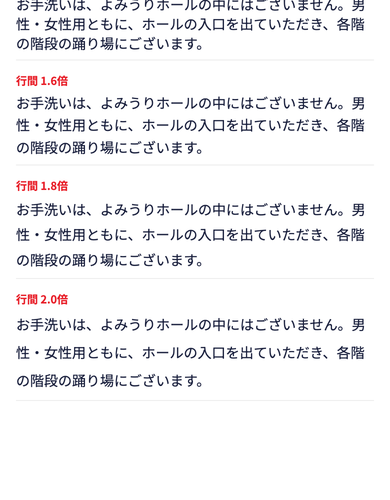 お手洗いは、よみうりホールの中にはございません。男
性・女性用ともに、ホールの入口を出ていただき、各階
の階段の踊り場にございます。
行間 1.6倍
お手洗いは、よみうりホールの中にはございません。男
性・女性用ともに、ホールの入口を出ていただき、各階
の階段の踊り場にございます。
行間 1.8倍
お手洗いは、よみうりホールの中にはございません。男
性・女性用ともに、ホールの入口を出ていただき、各階
の階段の踊り場にございます。
行間 2.0倍
お手洗いは、よみうりホールの中にはございません。男
性・女性用ともに、ホールの入口を出ていただき、各階
の階段の踊り場にございます。